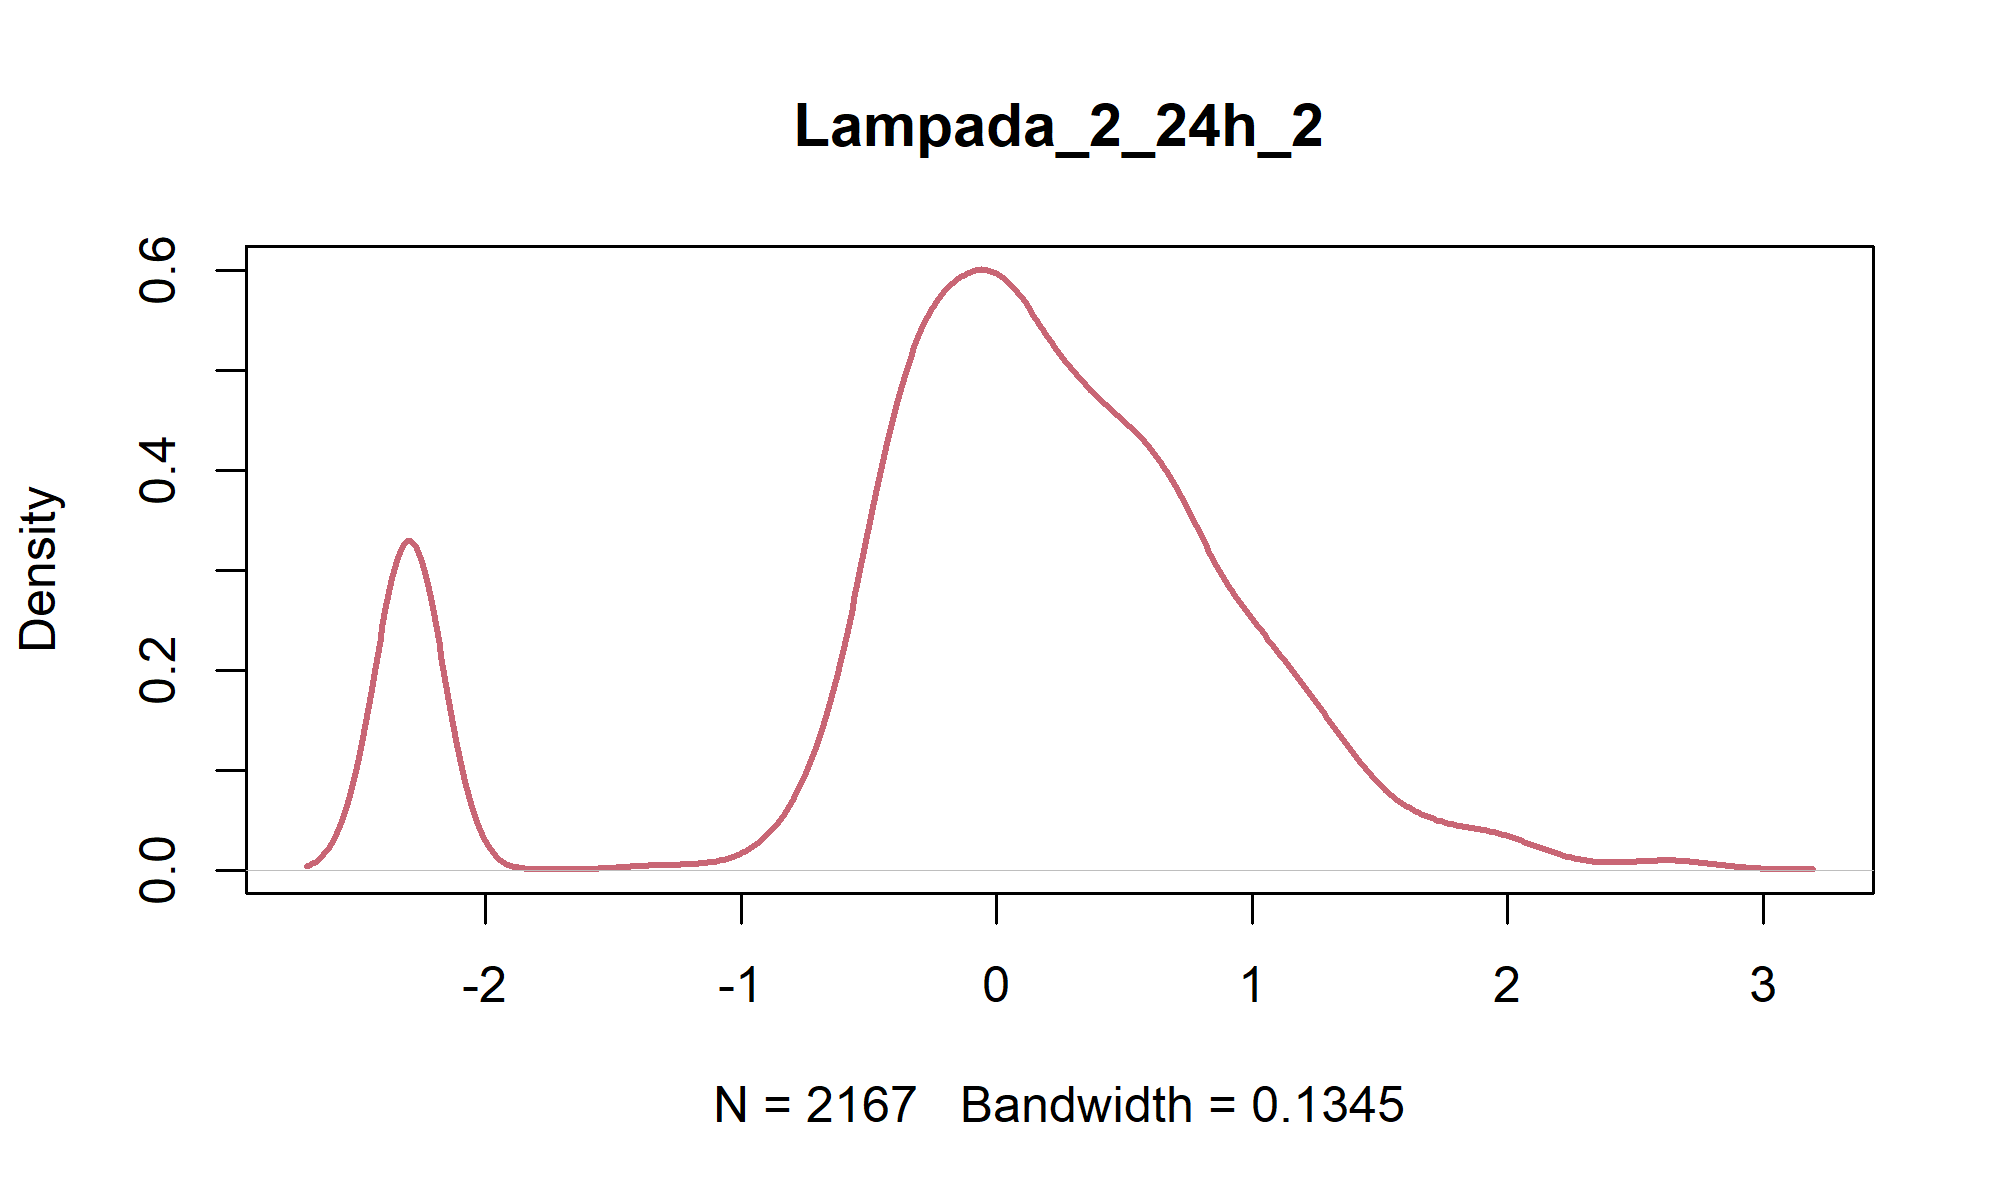 Lampada_2_24h_2
Density
0.6
0.4
0.2
0.0
-2 -1 0 1 2 3
N = 2167 Bandwidth = 0.1345